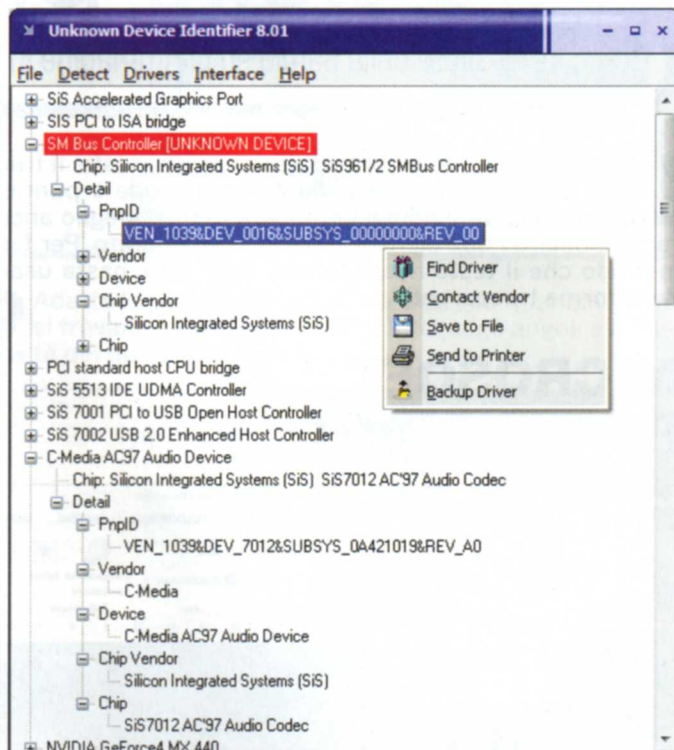 Unknown Device Identifier 8.01
File Detect Drivers Interface Help
SiS Accelerated Graphics Port
SIS PCI to ISA bridge
SM Bus Controller [UNKNOWN DEVICE]
Chip: Silicon Integrated Systems (SiS) SiS961/2 SMBus Controller
Detail
PnpID
VEN_1039&DEV_0016&SUBSYS_00000000&REV_00
Vendor
Device
Chip Vendor
Silicon Integrated Systems (SiS)
Chip
Find Driver
Contact Vendor
Save to File
Send to Printer
Backup Driver
PCI standard host CPU bridge
SiS 5513 IDE UDMA Controller
SiS 7001 PCI to USB Open Host Controller
SiS 7002 USB 2.0 Enhanced Host Controller
C-Media AC97 Audio Device
Chip: Silicon Integrated Systems (SiS) SiS7012 AC'97 Audio Codec
Detail
PnpID
VEN_1039&DEV_7012&SUBSYS_0A421019&REV_A0
Vendor
C-Media
Device
C-Media AC97 Audio Device
Chip Vendor
Silicon Integrated Systems (SiS)
Chip
SiS7012 AC'97 Audio Codec
NVIDIA GeForce4 MX 440